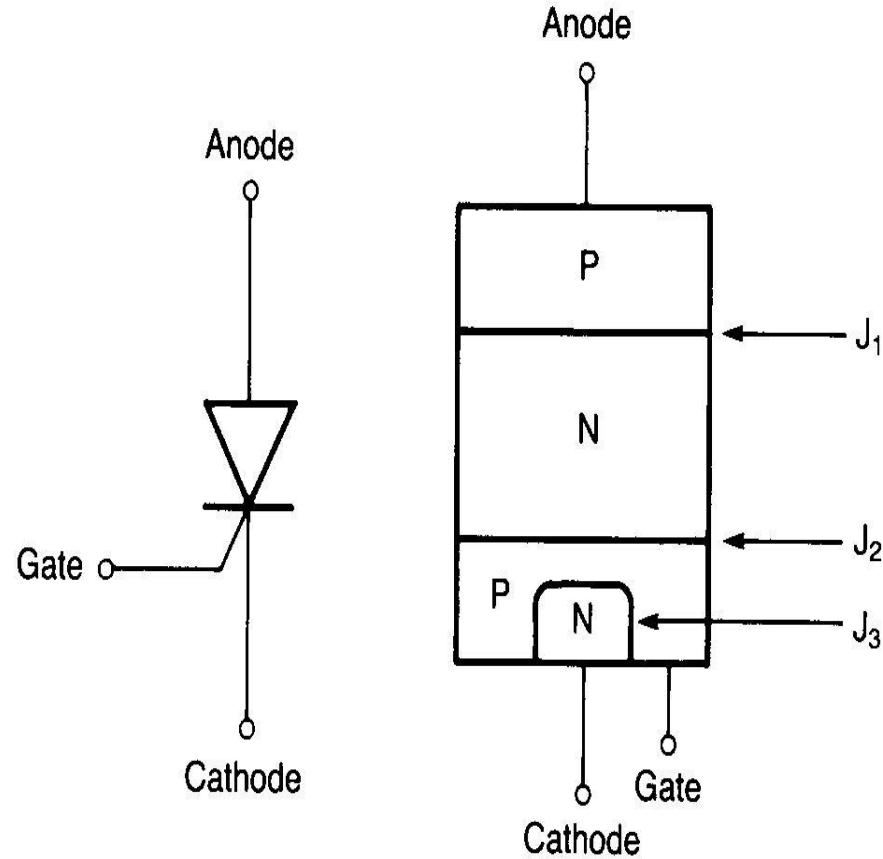 Anode
Gate
Cathode
Anode
P
J₁
N
J₂
P
N
J₃
Gate
Cathode